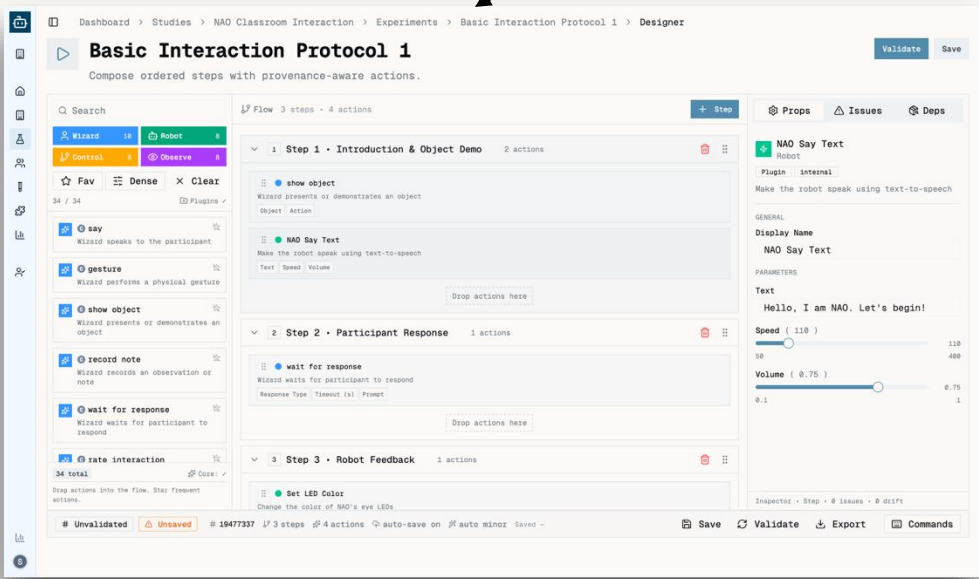 Dashboard > Studies > NAO Classroom Interaction > Experiments > Basic Interaction Protocol 1 > Designer
Basic Interaction Protocol 1
Compose ordered steps with provenance-aware actions.
Validate
Save
Search
Wizard 10
Robot 8
Control 8
Observe 8
Fav
Dense
Clear
34 / 34
Plugins ✓
say
Wizard speaks to the participant
gesture
Wizard performs a physical gesture
show object
Wizard presents or demonstrates an
object
record note
Wizard records an observation or
note
wait for response
Wizard waits for participant to
respond
rate interaction
34 total
Core: ✓
Drag actions into the flow. Star frequent
actions.
Flow 3 steps • 4 actions
+ Step
1 Step 1 • Introduction & Object Demo 2 actions
show object
Wizard presents or demonstrates an object
Object Action
NAO Say Text
Make the robot speak using text-to-speech
Text Speed Volume
Drop actions here
2 Step 2 • Participant Response 1 actions
wait for response
Wizard waits for participant to respond
Response Type Timeout (s) Prompt
Drop actions here
3 Step 3 • Robot Feedback 1 actions
Set LED Color
Change the color of NAO's eye LEDs
Props
Issues
Deps
NAO Say Text
Robot
Plugin internal
Make the robot speak using text-to-speech
GENERAL
Display Name
NAO Say Text
PARAMETERS
Text
Hello, I am NAO. Let's begin!
Speed ( 110 )
110
50 400
Volume ( 0.75 )
0.75
0.1 1
Inspector • Step • 0 issues • 0 drift
# Unvalidated
Unsaved
# 19477337
3 steps
4 actions
auto-save on
auto minor
Saved —
Save
Validate
Export
Commands
S